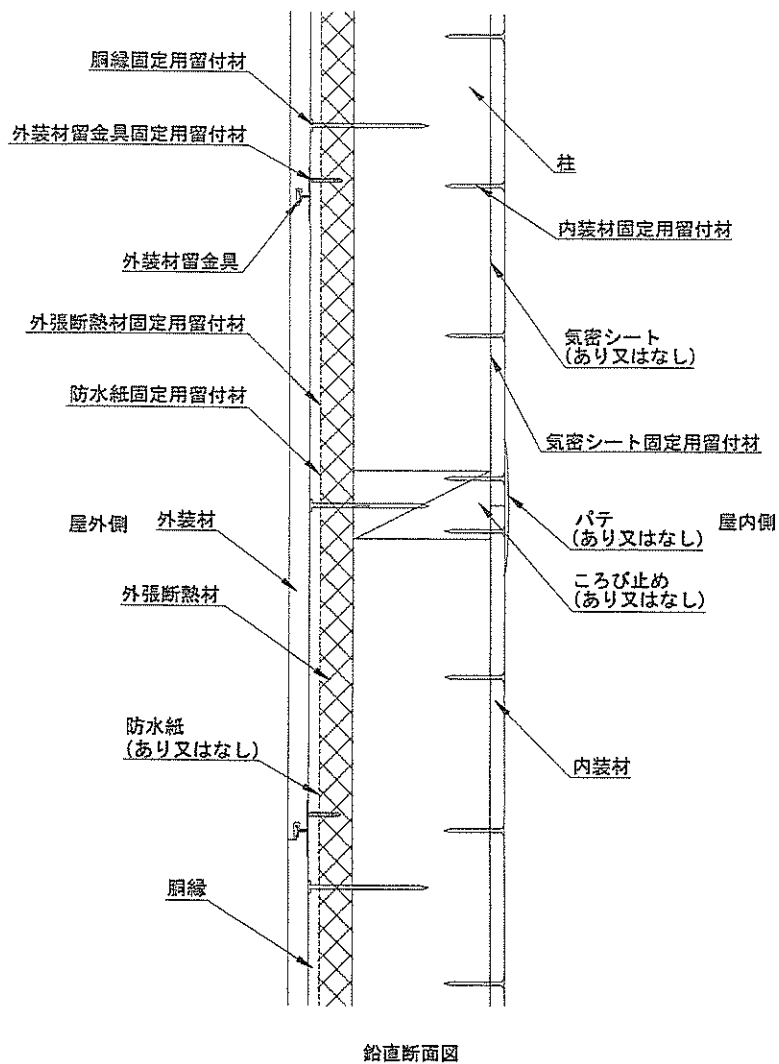 胴縁固定用留付材
外装材留金具固定用留付材
外装材留金具
外張断熱材固定用留付材
防水紙固定用留付材
屋外側
外装材
外張断熱材
防水紙
(あり又はなし)
胴縁
柱
内装材固定用留付材
気密シート
(あり又はなし)
気密シート固定用留付材
パテ
(あり又はなし)
屋内側
ころび止め
(あり又はなし)
内装材
鉛直断面図